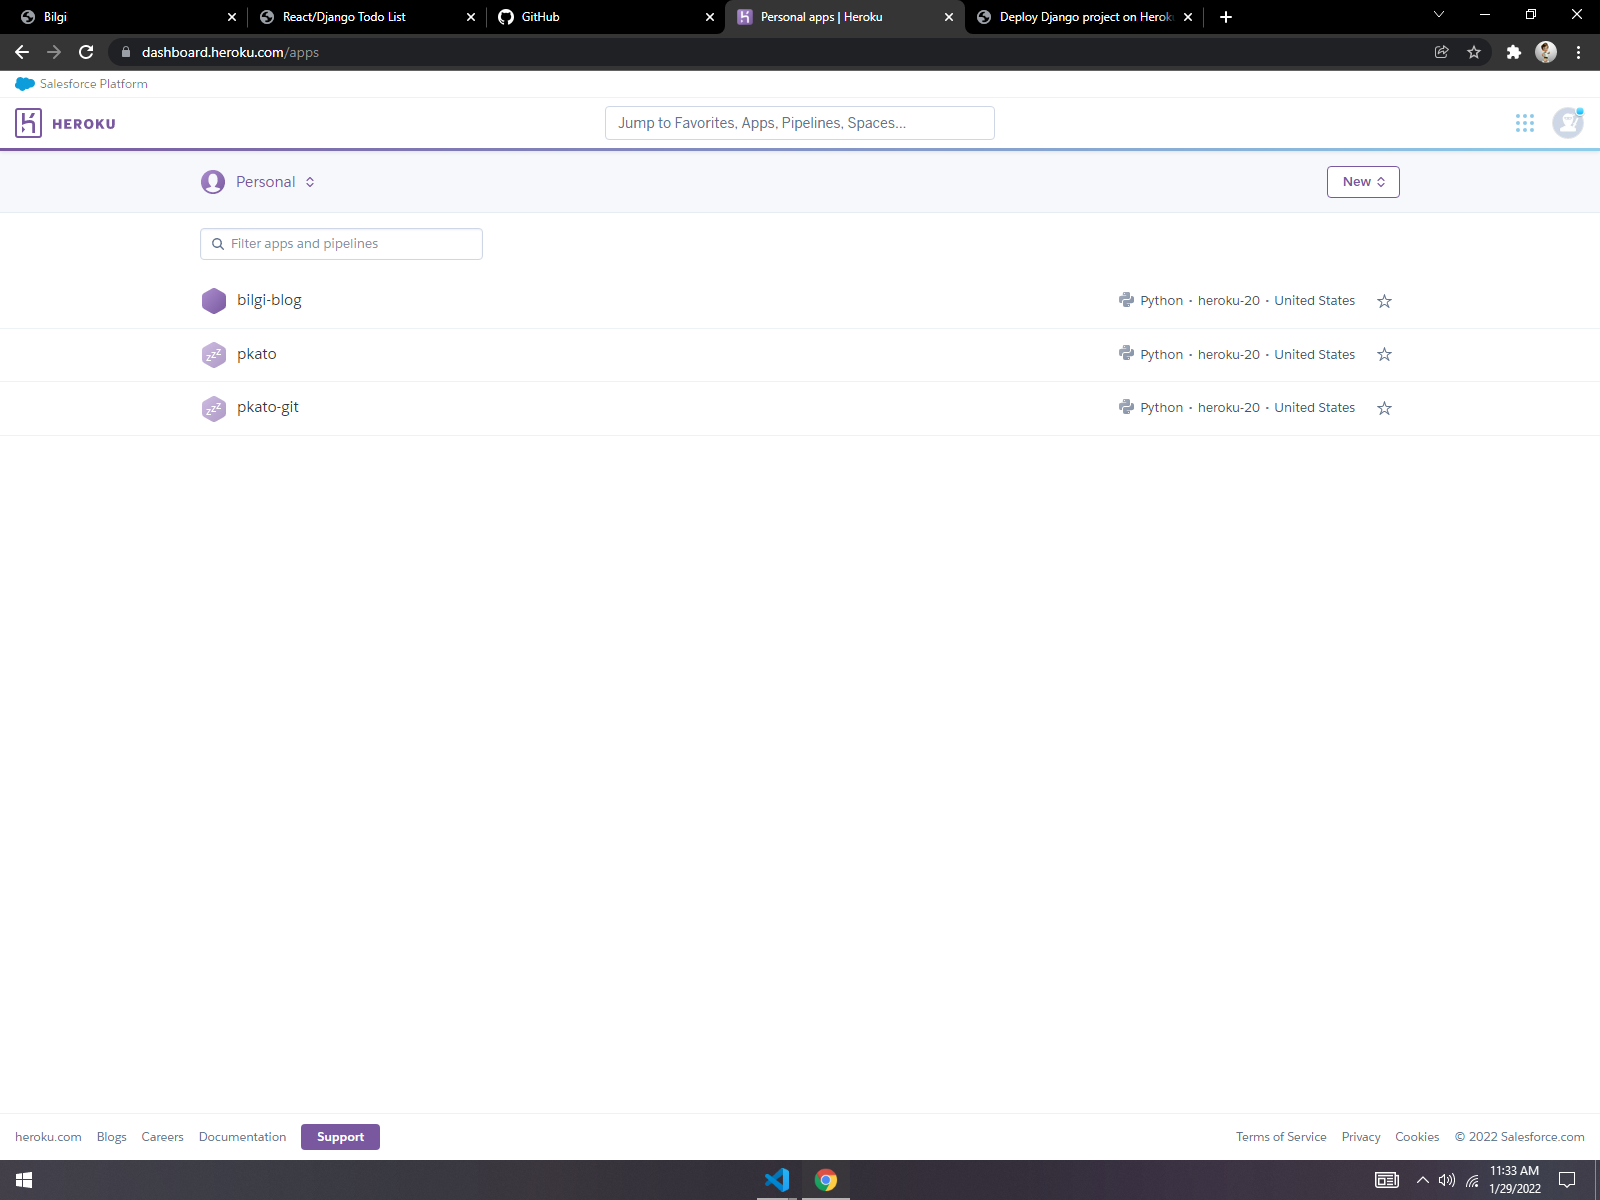 Bilgi
React/Django Todo List
GitHub
Personal apps | Heroku
Deploy Django project on Herok
dashboard.heroku.com/apps
Salesforce Platform
HEROKU
Jump to Favorites, Apps, Pipelines, Spaces...
Personal
New
Filter apps and pipelines
bilgi-blog
Python · heroku-20 · United States
zzz
pkato
Python · heroku-20 · United States
zzz
pkato-git
Python · heroku-20 · United States
heroku.com Blogs Careers Documentation Support
Terms of Service Privacy Cookies © 2022 Salesforce.com
11:33 AM
1/29/2022